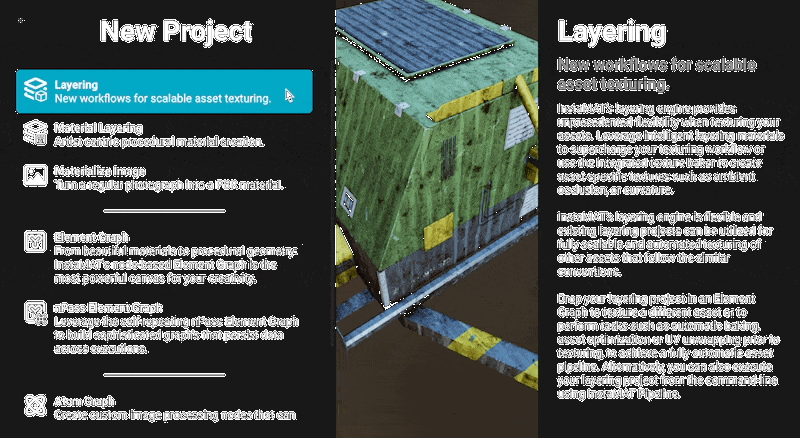 New Project
Layering
New workflows for scalable asset texturing.
Material Layering
Artist centric procedural material creation.
Materialize Image
Turn a regular photograph into a PBR material.
Element Graph
From beautiful materials to procedural geometry.
InstaMAT's node-based Element Graph is the
most powerful canvas for your creativity.
nPass Element Graph
Leverage the self-repeating nPass Element Graph
to build sophisticated graphs that persist data
across executions.
Atom Graph
Create custom image processing nodes that can
Layering
New workflows for scalable
asset texturing.
InstaMAT's layering engine provides
unprecedented flexibility when texturing your
assets. Leverage intelligent layering materials
to supercharge your texturing workflow or
use the integrated texture baker to create
asset specific textures such as ambient
occlusion, or curvature.
InstaMAT's layering engine is flexible and
existing layering projects can be utilized for
fully scalable and automated texturing of
other assets that follow the similar
conventions.
Drop your layering project in an Element
Graph to texture a different asset or to
perform tasks such as automatic baking,
asset optimization or UV unwrapping prior to
texturing, to achieve a fully automatic asset
pipeline. Alternatively, you can also execute
your layering project from the command-line
using InstaMAT Pipeline.